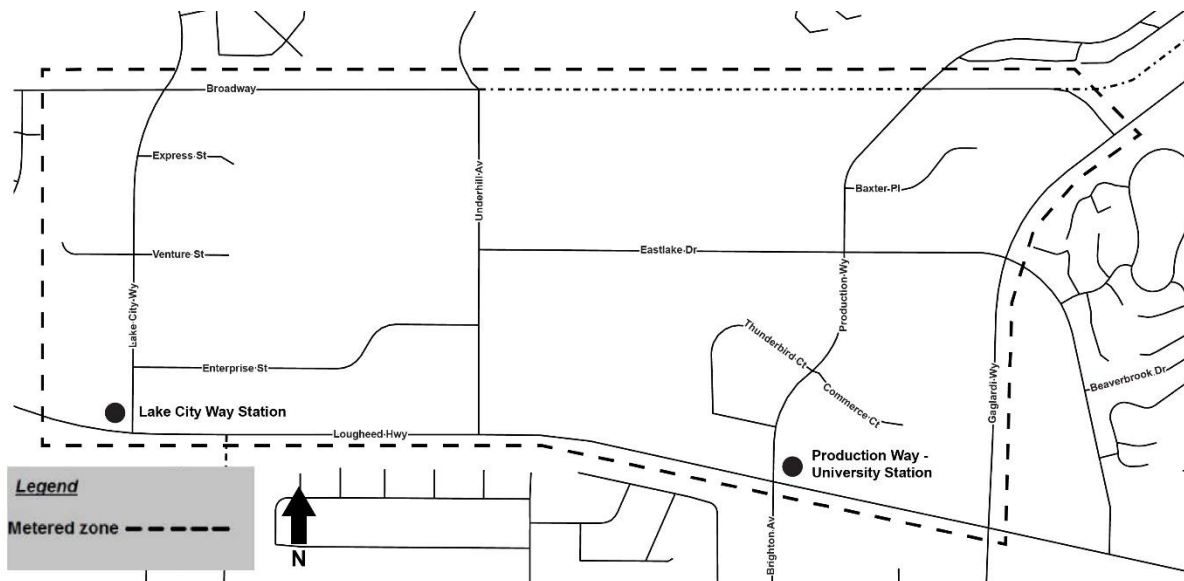 Broadway
Express St
Underhill Av
Baxter Pl
Venture St
Eastlake Dr
Lake City Wy
Production Wy
Thunderbird Ct
Commerce Ct
Gaglardi Wy
Beaverbrook Dr
Enterprise St
Lake City Way Station
Lougheed Hwy
Production Way -
University Station
Brighton Av
Legend
Metered zone
N